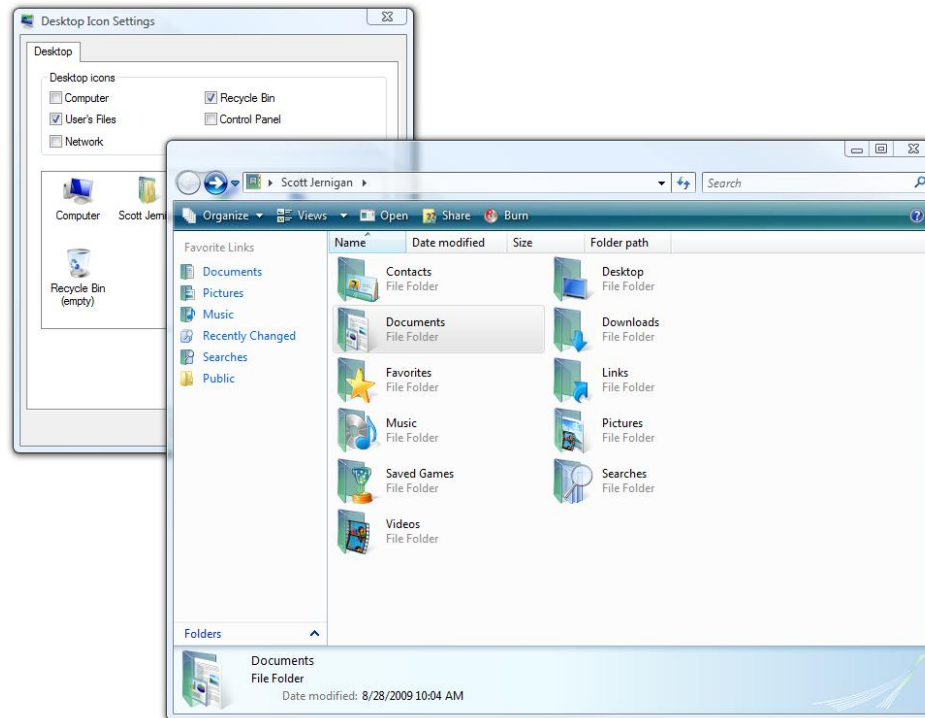 Desktop Icon Settings
Desktop
Desktop icons
Computer
Recycle Bin
User's Files
Control Panel
Network
Computer
Scott Jerni
Recycle Bin
(empty)
Scott Jernigan
Search
Organize Views Open Share Burn
Favorite Links
Documents
Pictures
Music
Recently Changed
Searches
Public
Folders
Name Date modified Size Folder path
Contacts
File Folder
Desktop
File Folder
Documents
File Folder
Downloads
File Folder
Favorites
File Folder
Links
File Folder
Music
File Folder
Pictures
File Folder
Saved Games
File Folder
Searches
File Folder
Videos
File Folder
Documents
File Folder
Date modified: 8/28/2009 10:04 AM